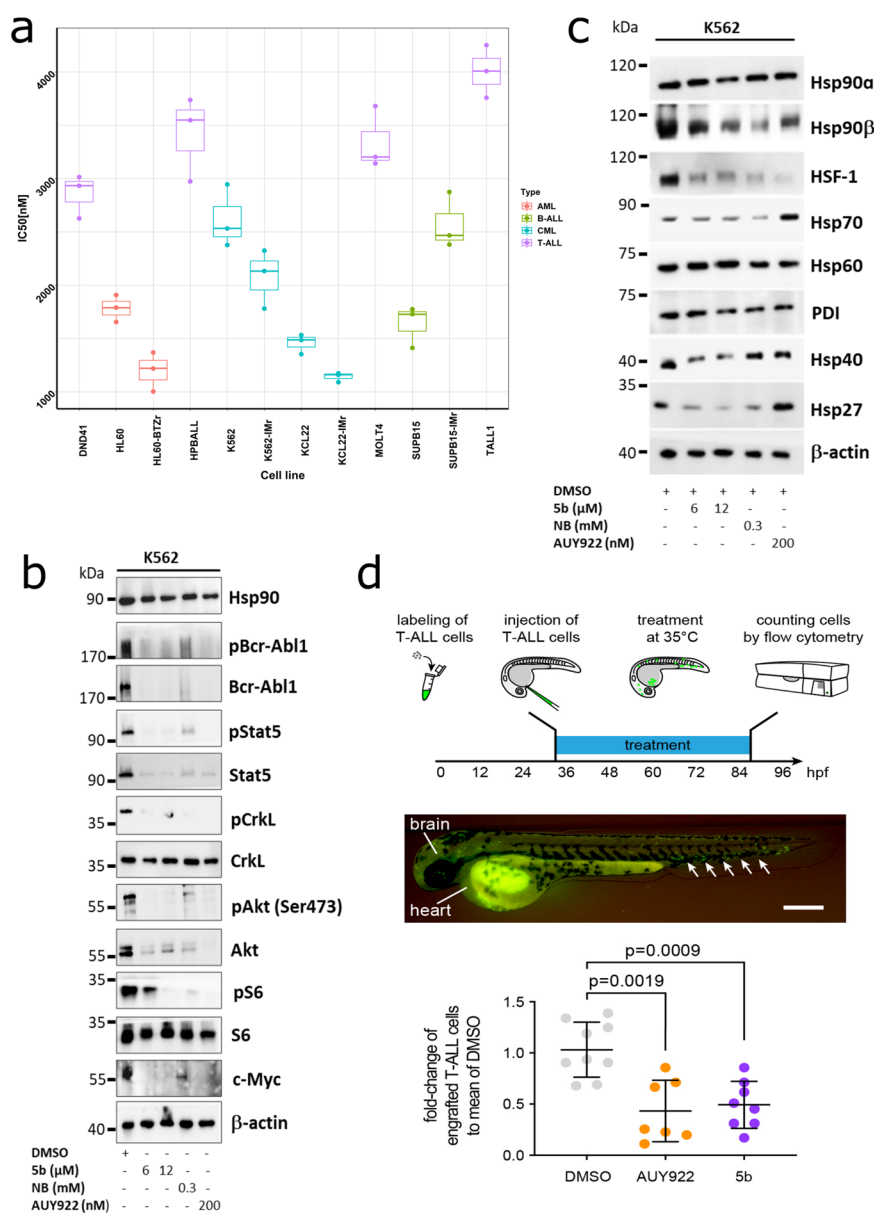 a
IC50[nM]
4000
3000
2000
1000
DND41
HL60
HL60-BTZr
HPBALL
K562
K562-IMr
KCL22
KCL22-IMr
MOLT4
SUPB15
SUPB15-IMr
TALL1
Cell line
Type
AML
B-ALL
CML
T-ALL
c
kDa
K562
120
Hsp90α
120
Hsp90β
120
HSF-1
90
Hsp70
75
Hsp60
75
PDI
40
Hsp40
35
Hsp27
40
β-actin
DMSO + + + + +
5b (μM) - 6 12 - -
NB (mM) - - - 0.3 -
AUY922 (nM) - - - - 200
b
K562
kDa
90
Hsp90
170
pBcr-Abl1
170
Bcr-Abl1
90
pStat5
90
Stat5
35
pCrkL
35
CrkL
55
pAkt (Ser473)
55
Akt
35
pS6
35
S6
55
c-Myc
40
β-actin
DMSO + - - - -
5b (μM) - 6 12 - -
NB (mM) - - - 0.3 -
AUY922 (nM) - - - - 200
d
labeling of
T-ALL cells
injection of
T-ALL cells
treatment
at 35°C
counting cells
by flow cytometry
treatment
0 12 24 36 48 60 72 84 96 hpf
brain
heart
p=0.0009
p=0.0019
fold-change of
engrafted T-ALL cells
to mean of DMSO
1.5
1.0
0.5
0.0
DMSO AUY922 5b